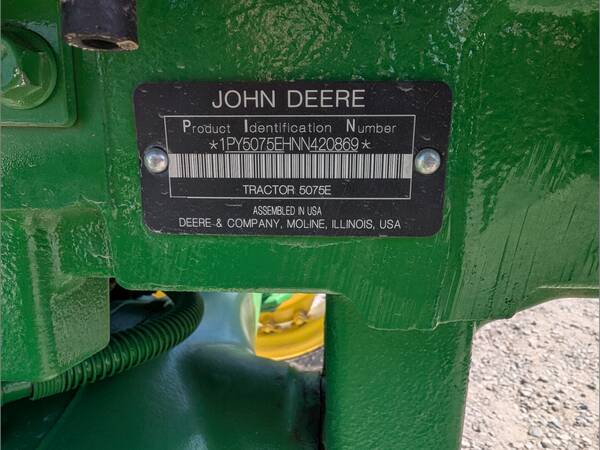 JOHN DEERE
Product Identification Number
*1PY5075EHNN420869*
TRACTOR 5075E
ASSEMBLED IN USA
DEERE & COMPANY, MOLINE, ILLINOIS, USA